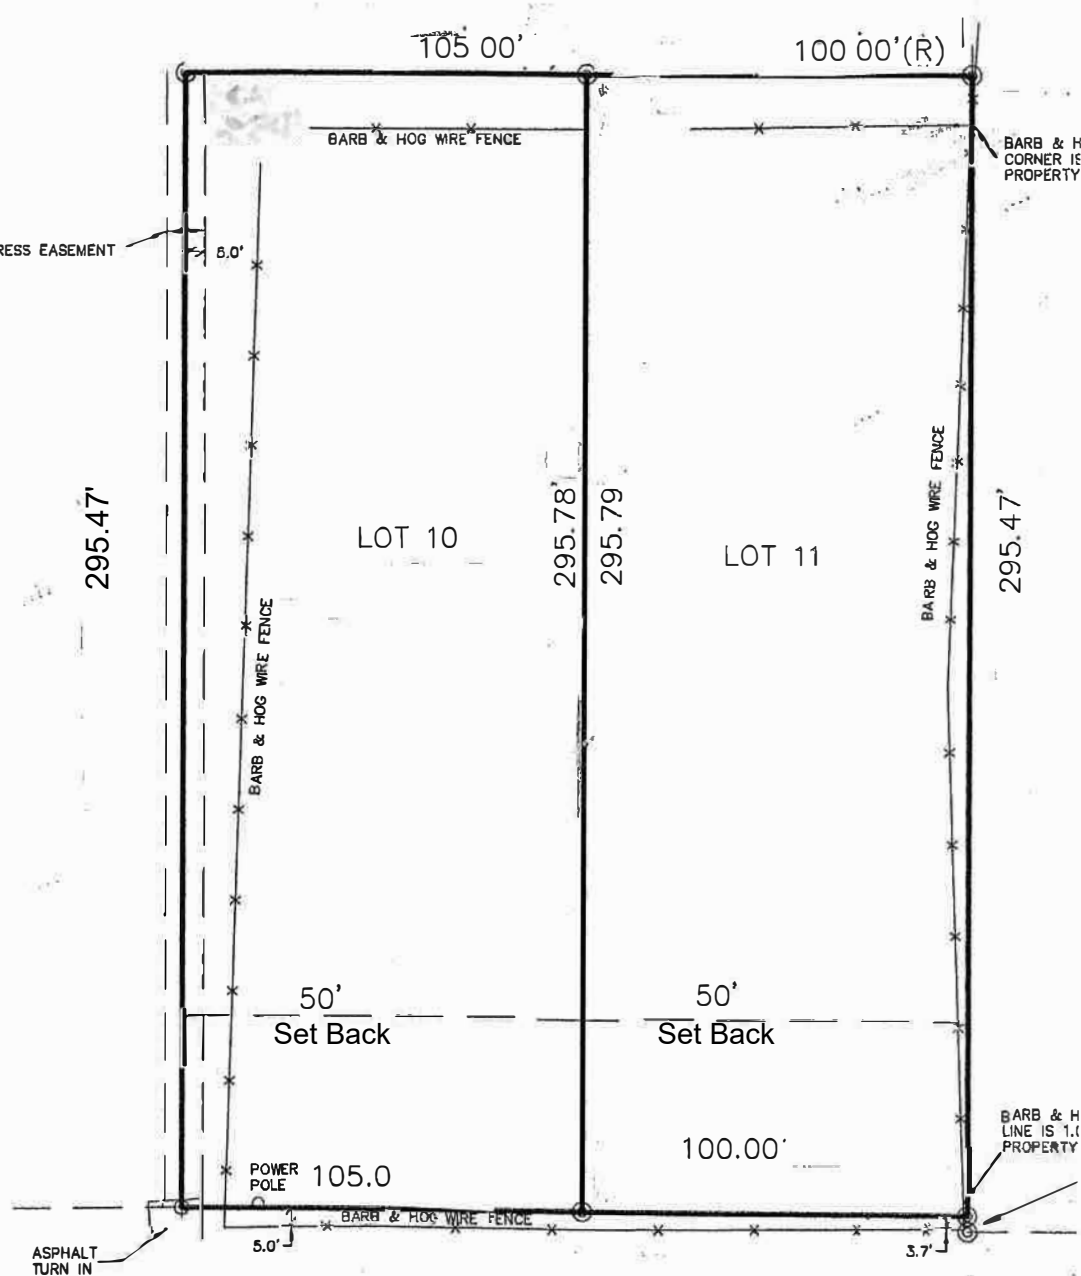 105 00'
100 00'(R)
BARB & HOG WIRE FENCE
BARB & H
CORNER IS
PROPERTY
RESS EASEMENT
5.0'
295.47'
LOT 10
295.78'
295.79
LOT 11
BARB & HOG WIRE FENCE
295.47'
BARB & HOG WIRE FENCE
50'
Set Back
50'
Set Back
BARB & H
LINE IS 1.0
PROPERTY
100.00'
POWER
POLE
105.0
BARB & HOG WIRE FENCE
5.0'
3.7'
ASPHALT
TURN IN